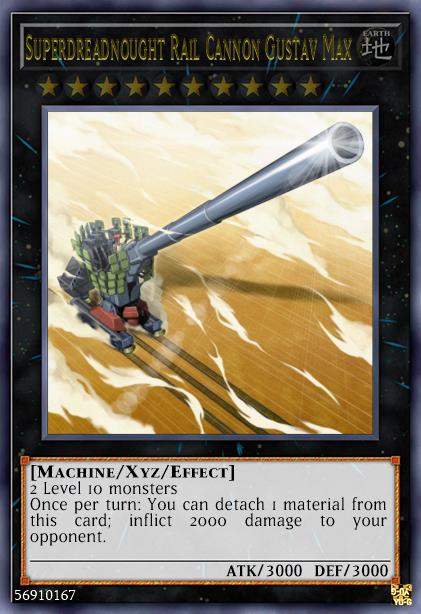 Superdreadnought Rail Cannon Gustav Max
EARTH
地
[Machine/Xyz/Effect]
2 Level 10 monsters
Once per turn: You can detach 1 material from
this card; inflict 2000 damage to your
opponent.
ATK/3000 DEF/3000
56910167